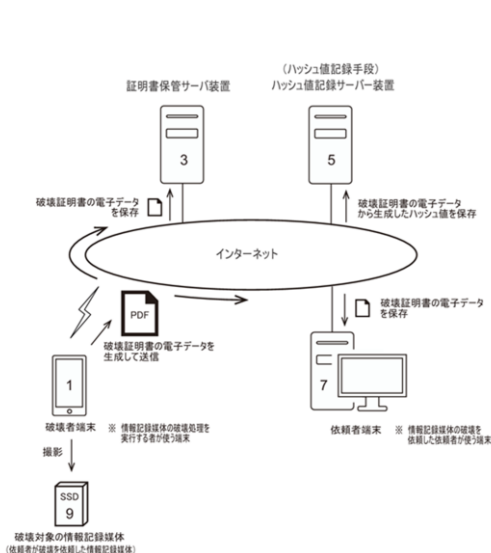 (ハッシュ値記録手段)
証明書保管サーバ装置
ハッシュ値記録サーバー装置
3
5
破壊証明書の電子データ
を保存
破壊証明書の電子データ
から生成したハッシュ値を保存
インターネット
PDF
破壊証明書の電子データを
生成して送信
破壊証明書の電子データ
を保存
1
7
破壊者端末
※ 情報記録媒体の破壊処理を
実行する者が使う端末
依頼者端末
※ 情報記録媒体の破壊を
依頼した依頼者が使う端末
撮影
SSD
9
破壊対象の情報記録媒体
(依頼者が破壊を依頼した情報記録媒体)